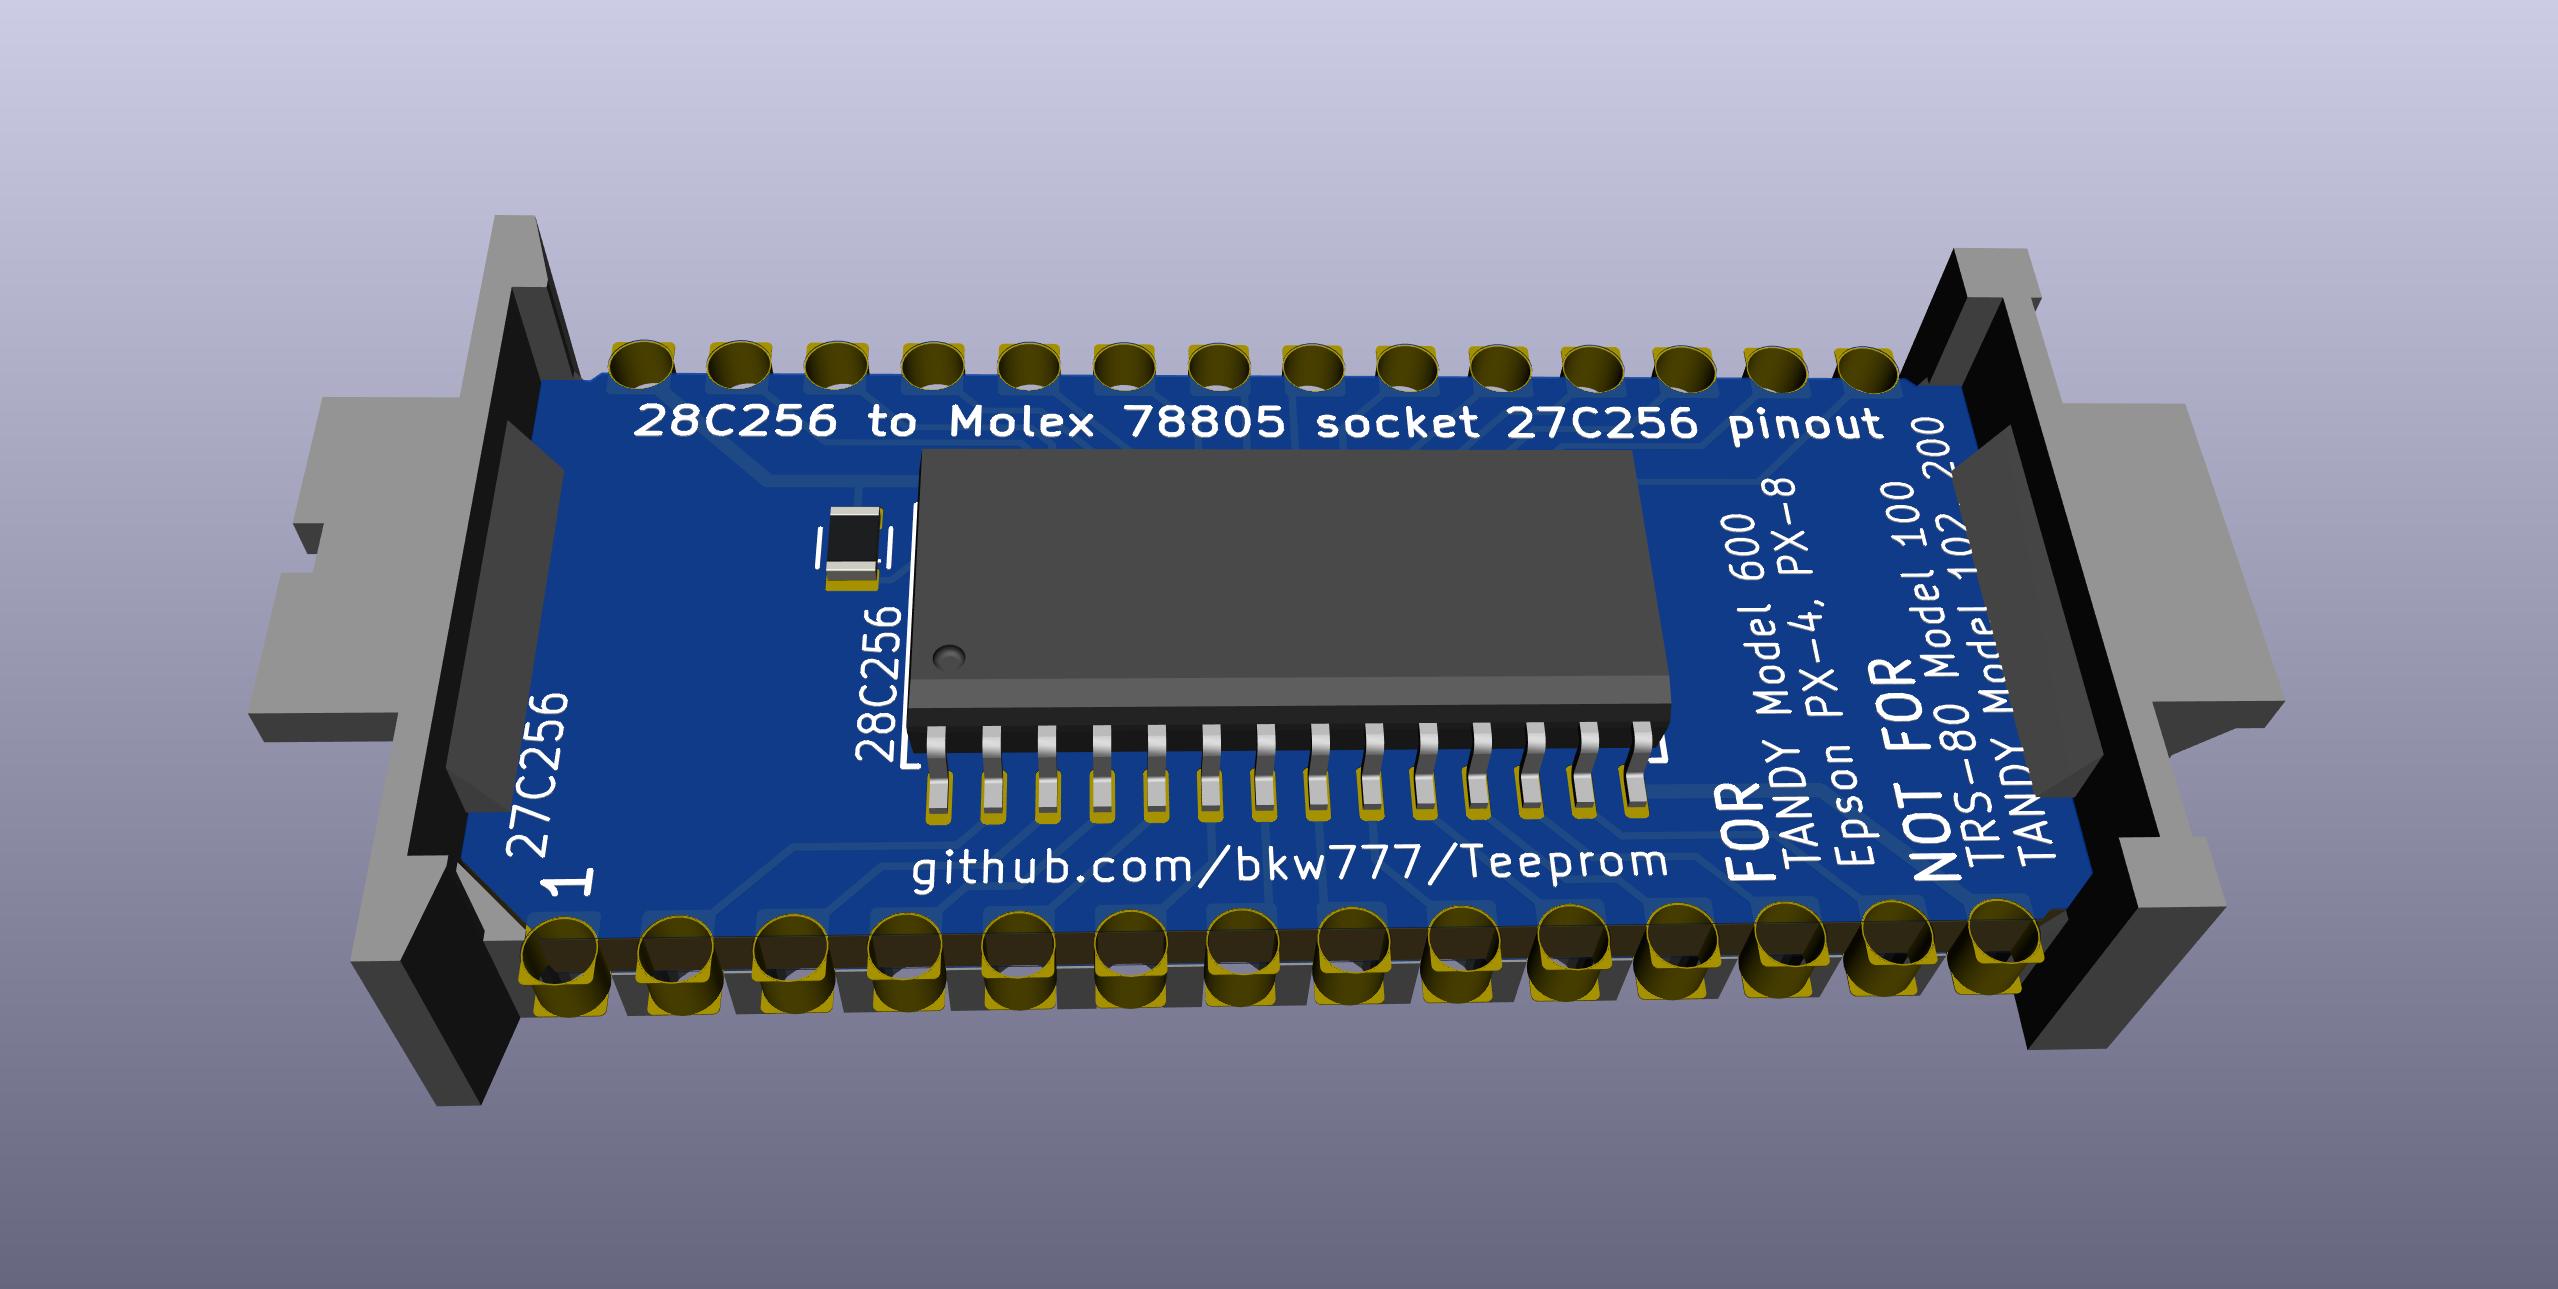 28C256 to Molex 78805 socket 27C256 pinout
28C256
27C256
1
github.com/bkw777/Teeprom
FOR
TANDY Model 600
Epson PX-4, PX-8
NOT FOR
TRS-80 Model 100
TANDY Model 102 200